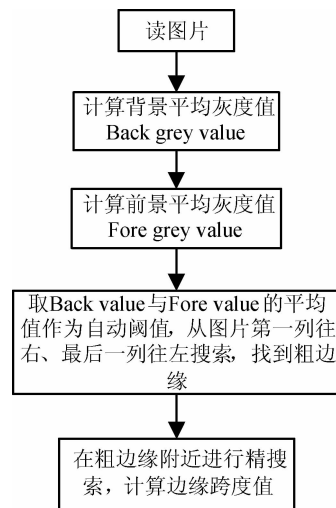 读图片
计算背景平均灰度值
Back grey value
计算前景平均灰度值
Fore grey value
取Back value与Fore value的平均
值作为自动阈值，从图片第一列往
右、最后一列往左搜索，找到粗边
缘
在粗边缘附近进行精搜
索，计算边缘跨度值